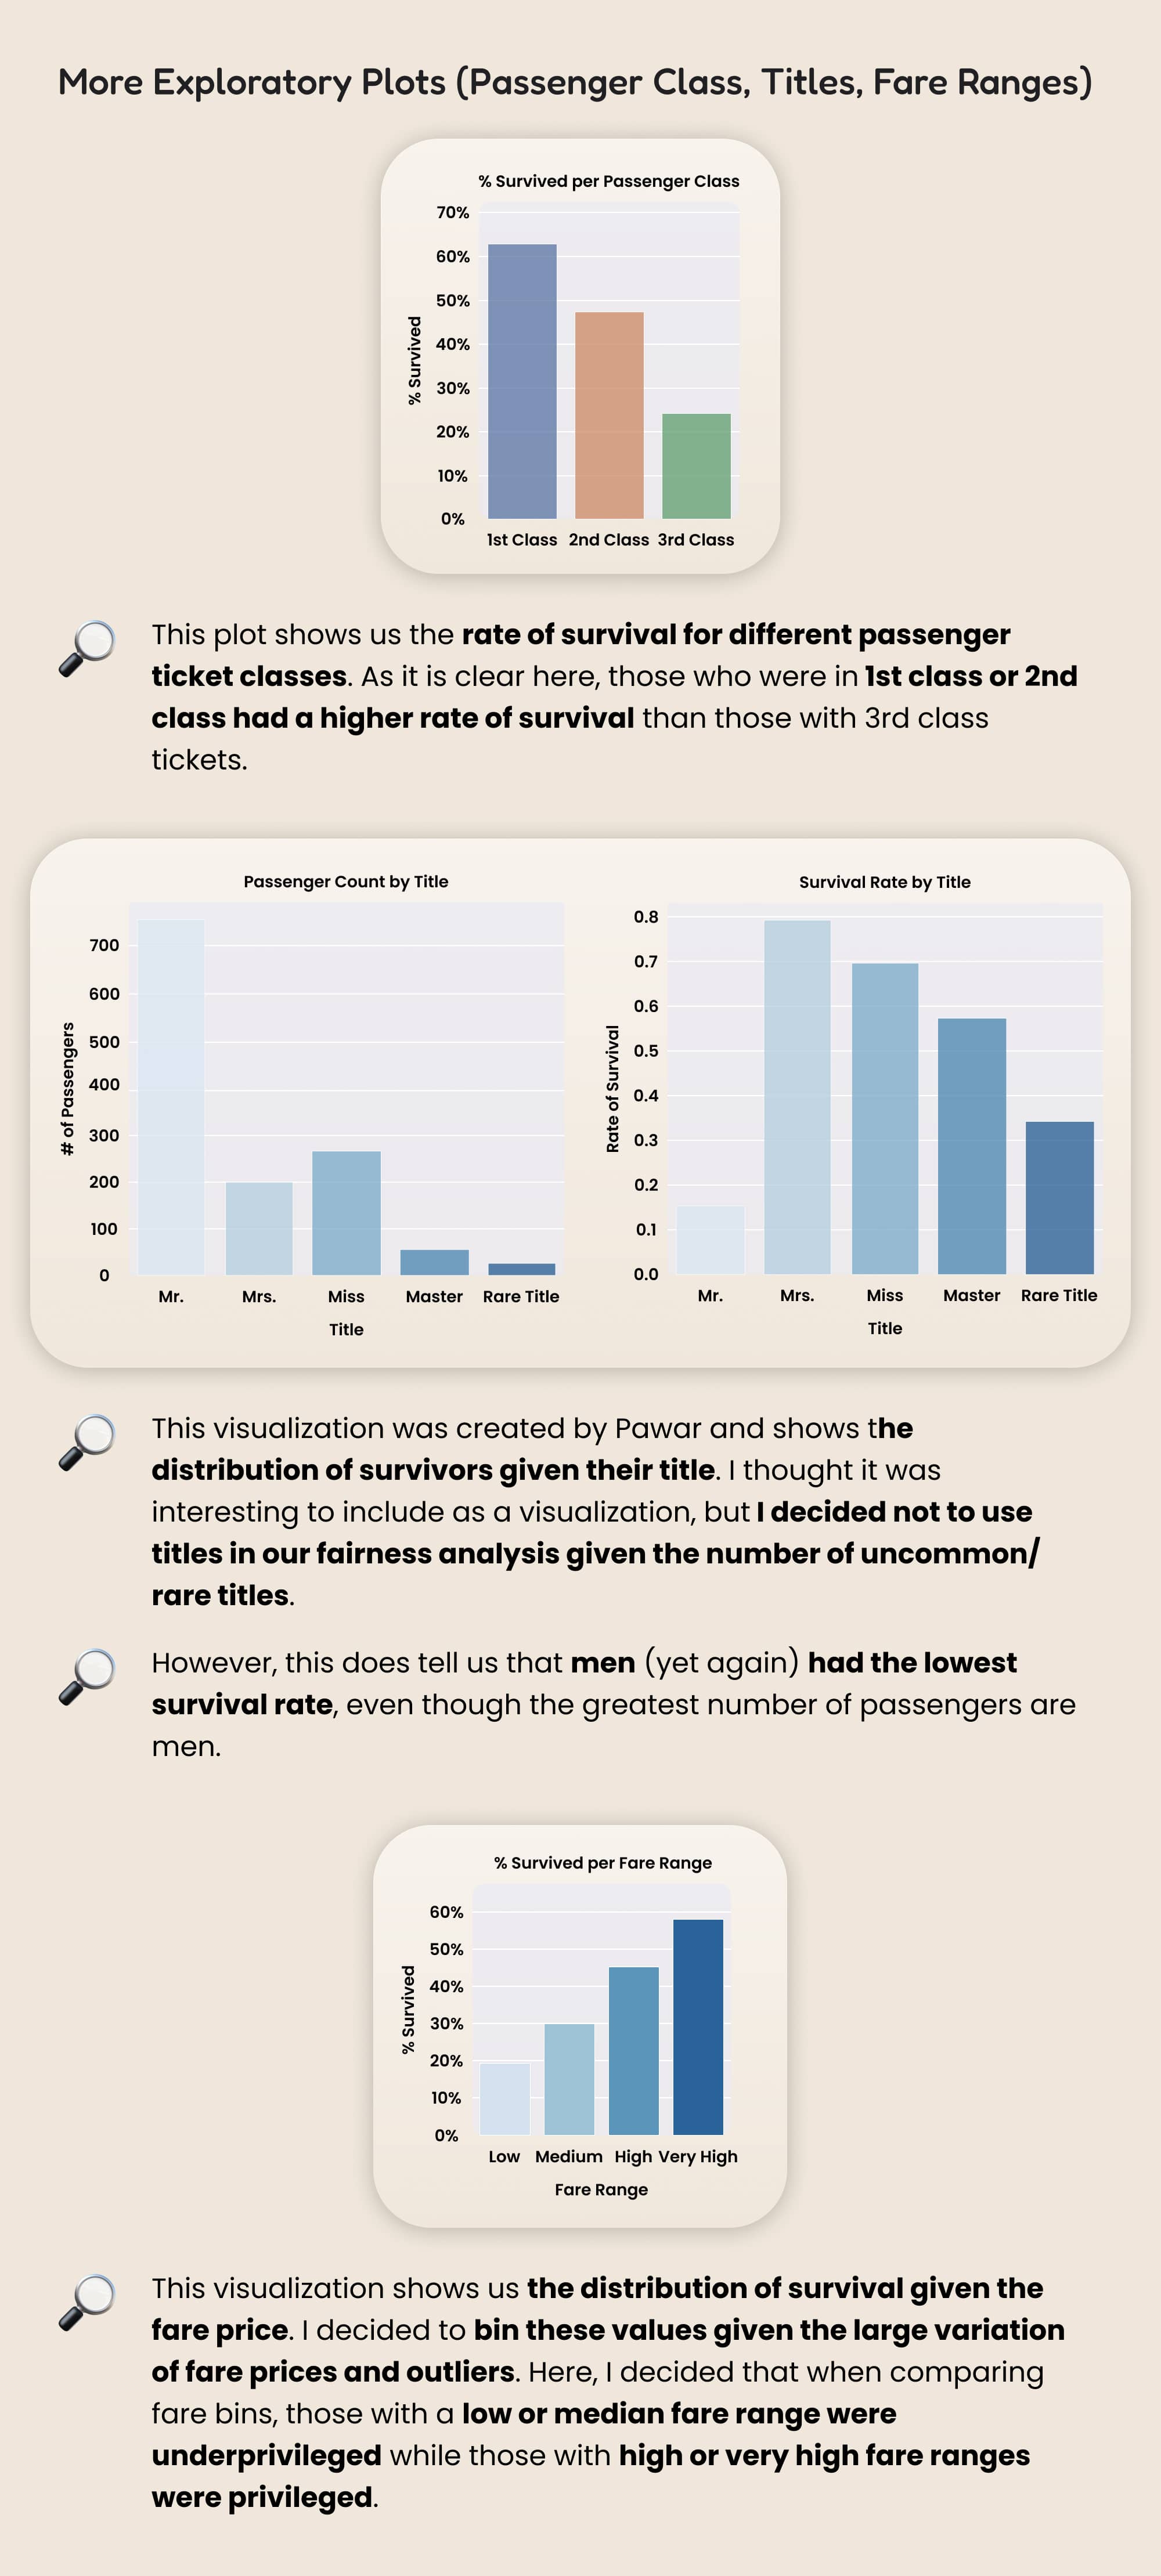 More Exploratory Plots (Passenger Class, Titles, Fare Ranges)
% Survived per Passenger Class
70%
60%
50%
40%
30%
20%
10%
0%
% Survived
1st Class 2nd Class 3rd Class
This plot shows us the rate of survival for different passenger
ticket classes. As it is clear here, those who were in 1st class or 2nd
class had a higher rate of survival than those with 3rd class
tickets.
Passenger Count by Title
700
600
500
400
300
200
100
0
# of Passengers
Mr. Mrs. Miss Master Rare Title
Title
Survival Rate by Title
0.8
0.7
0.6
0.5
0.4
0.3
0.2
0.1
0.0
Rate of Survival
Mr. Mrs. Miss Master Rare Title
Title
This visualization was created by Pawar and shows the
distribution of survivors given their title. I thought it was
interesting to include as a visualization, but I decided not to use
titles in our fairness analysis given the number of uncommon/
rare titles.
However, this does tell us that men (yet again) had the lowest
survival rate, even though the greatest number of passengers are
men.
% Survived per Fare Range
60%
50%
40%
30%
20%
10%
0%
% Survived
Low Medium High Very High
Fare Range
This visualization shows us the distribution of survival given the
fare price. I decided to bin these values given the large variation
of fare prices and outliers. Here, I decided that when comparing
fare bins, those with a low or median fare range were
underprivileged while those with high or very high fare ranges
were privileged.